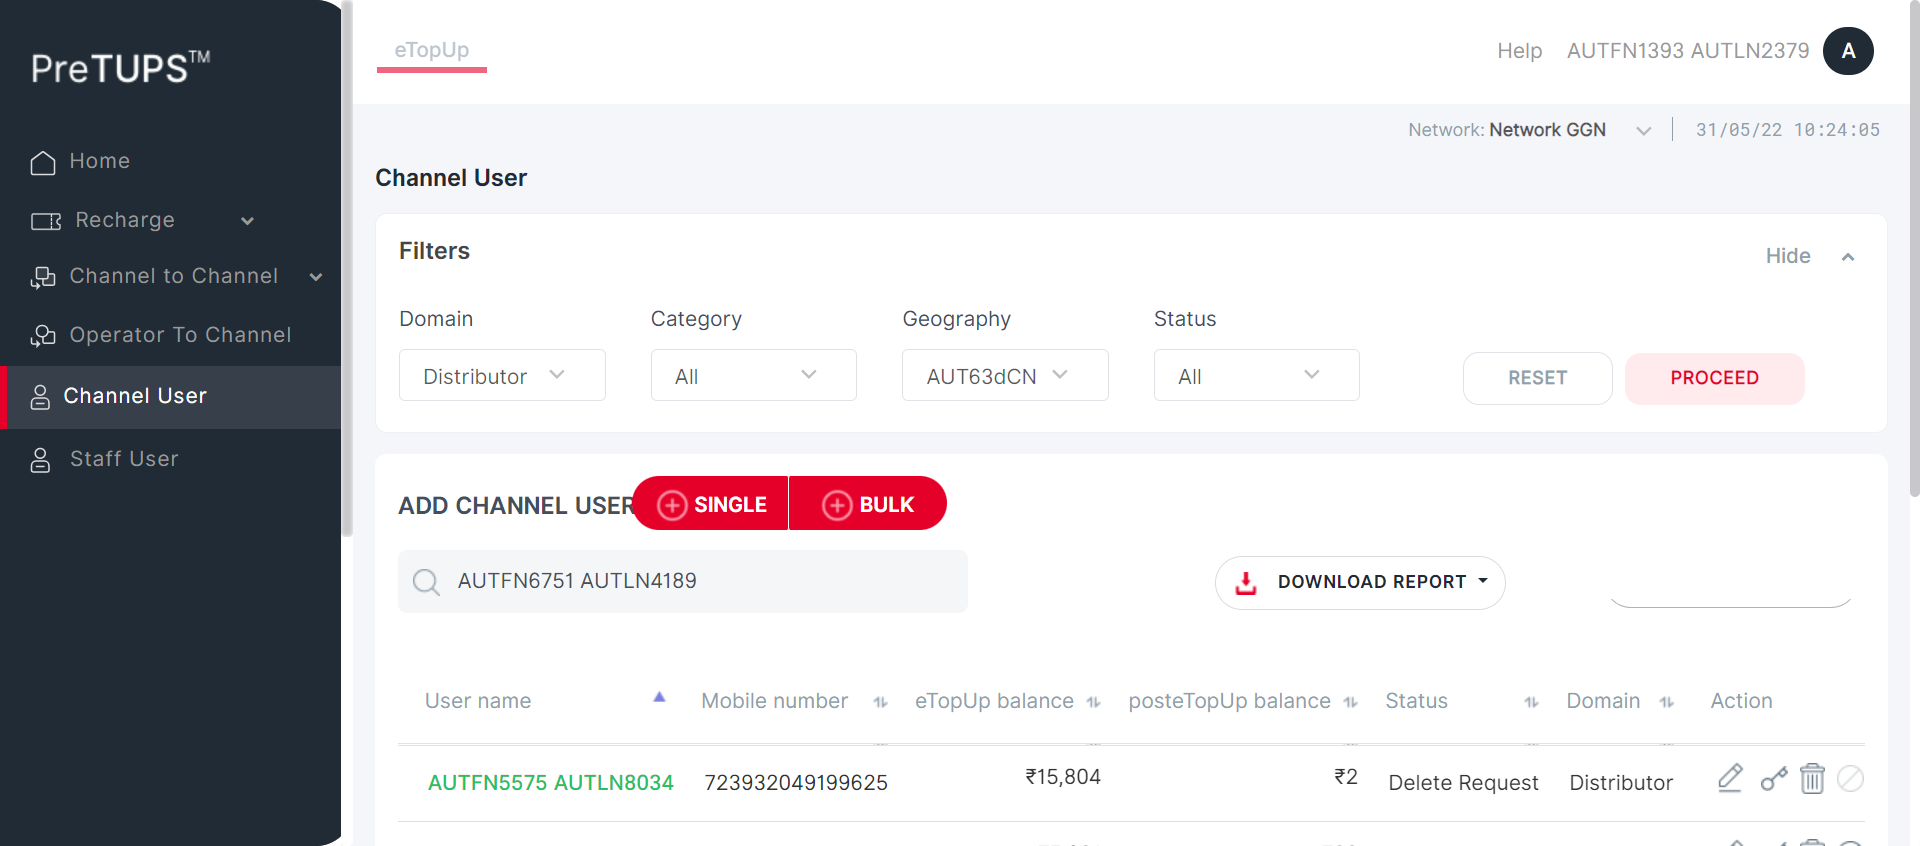 PreTUPS™
Home
Recharge
Channel to Channel
Operator To Channel
Channel User
Staff User
eTopUp
Help AUTFN1393 AUTLN2379 A
Network: Network GGN 31/05/22 10:24:05
Channel User
Filters
Hide
Domain Category Geography Status
Distributor All AUT63dCN All RESET PROCEED
ADD CHANNEL USER SINGLE BULK
AUTFN6751 AUTLN4189 DOWNLOAD REPORT
User name Mobile number eTopUp balance posteTopUp balance Status Domain Action
AUTFN5575 AUTLN8034 723932049199625 ₹15,804 ₹2 Delete Request Distributor